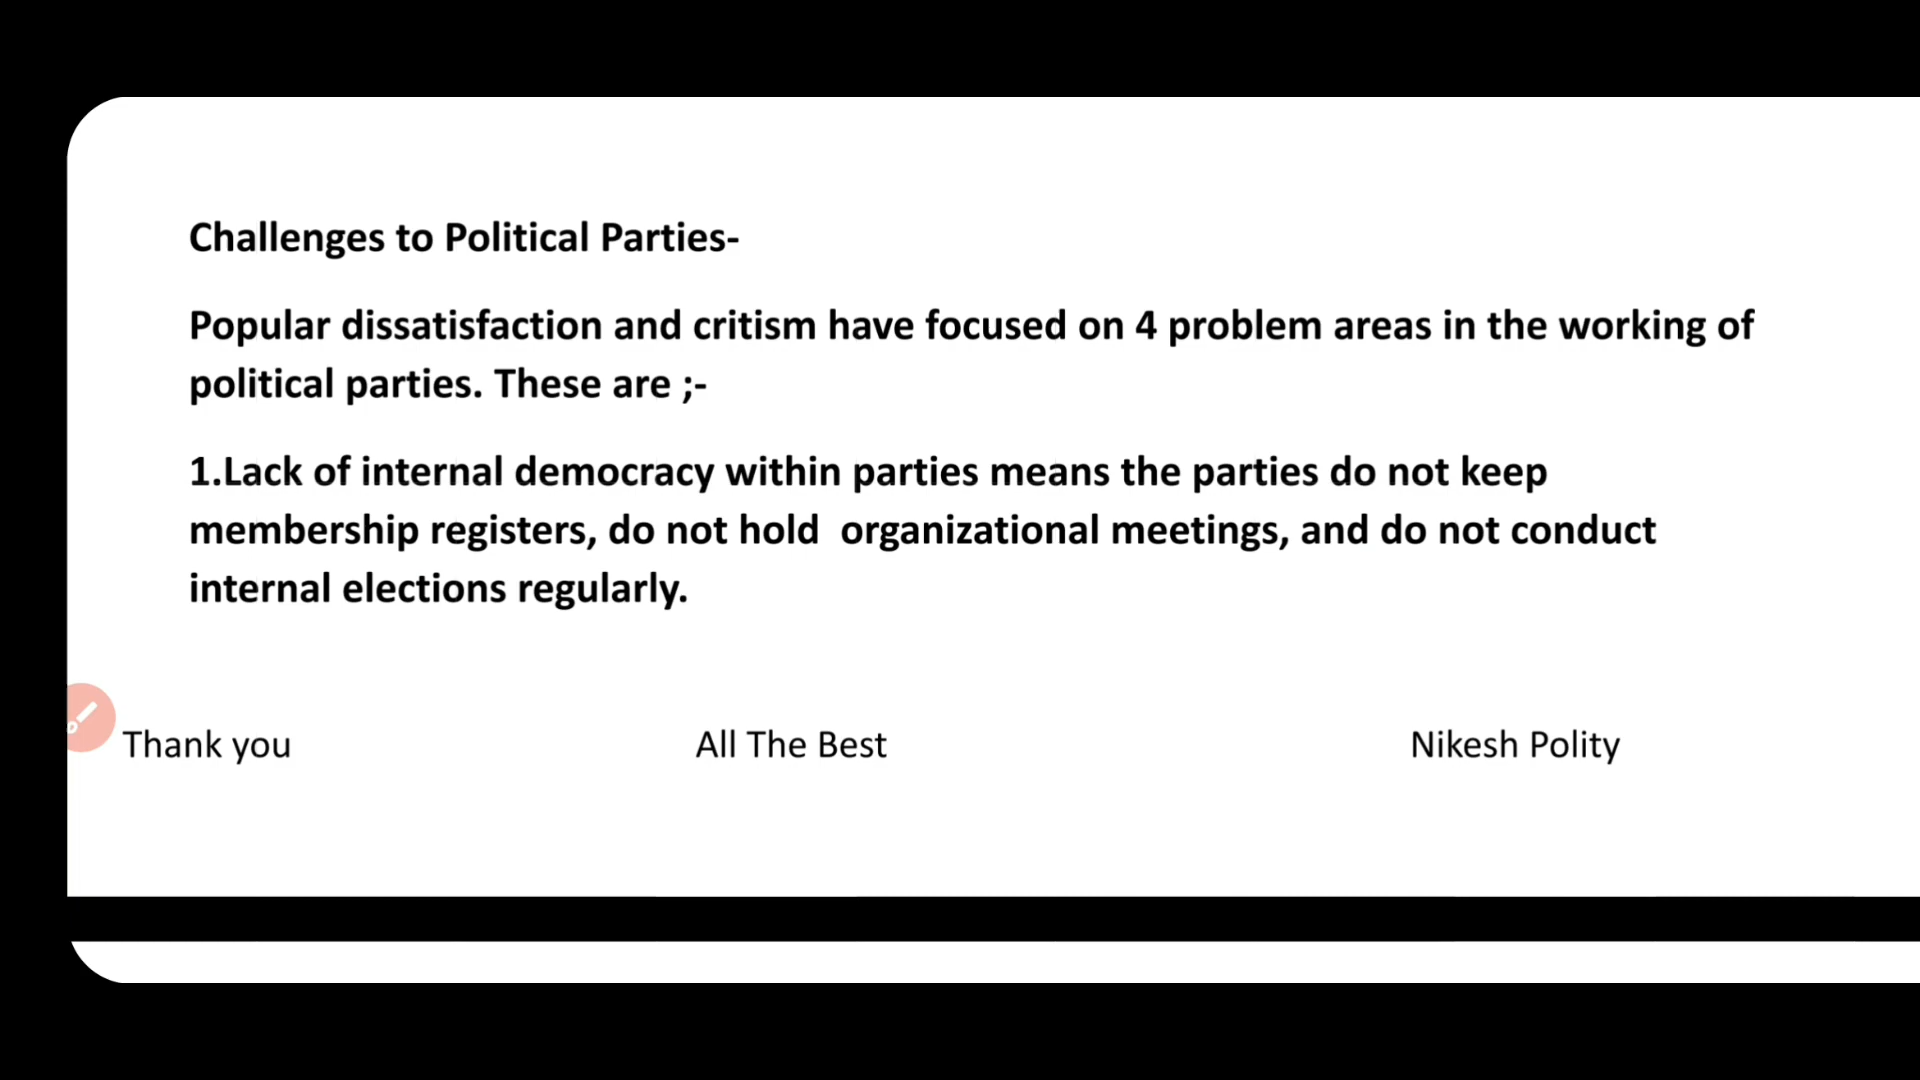 Challenges to Political Parties-
Popular dissatisfaction and critism have focused on 4 problem areas in the working of
political parties. These are ;-
1.Lack of internal democracy within parties means the parties do not keep
membership registers, do not hold  organizational meetings, and do not conduct
internal elections regularly.
Thank you All The Best Nikesh Polity